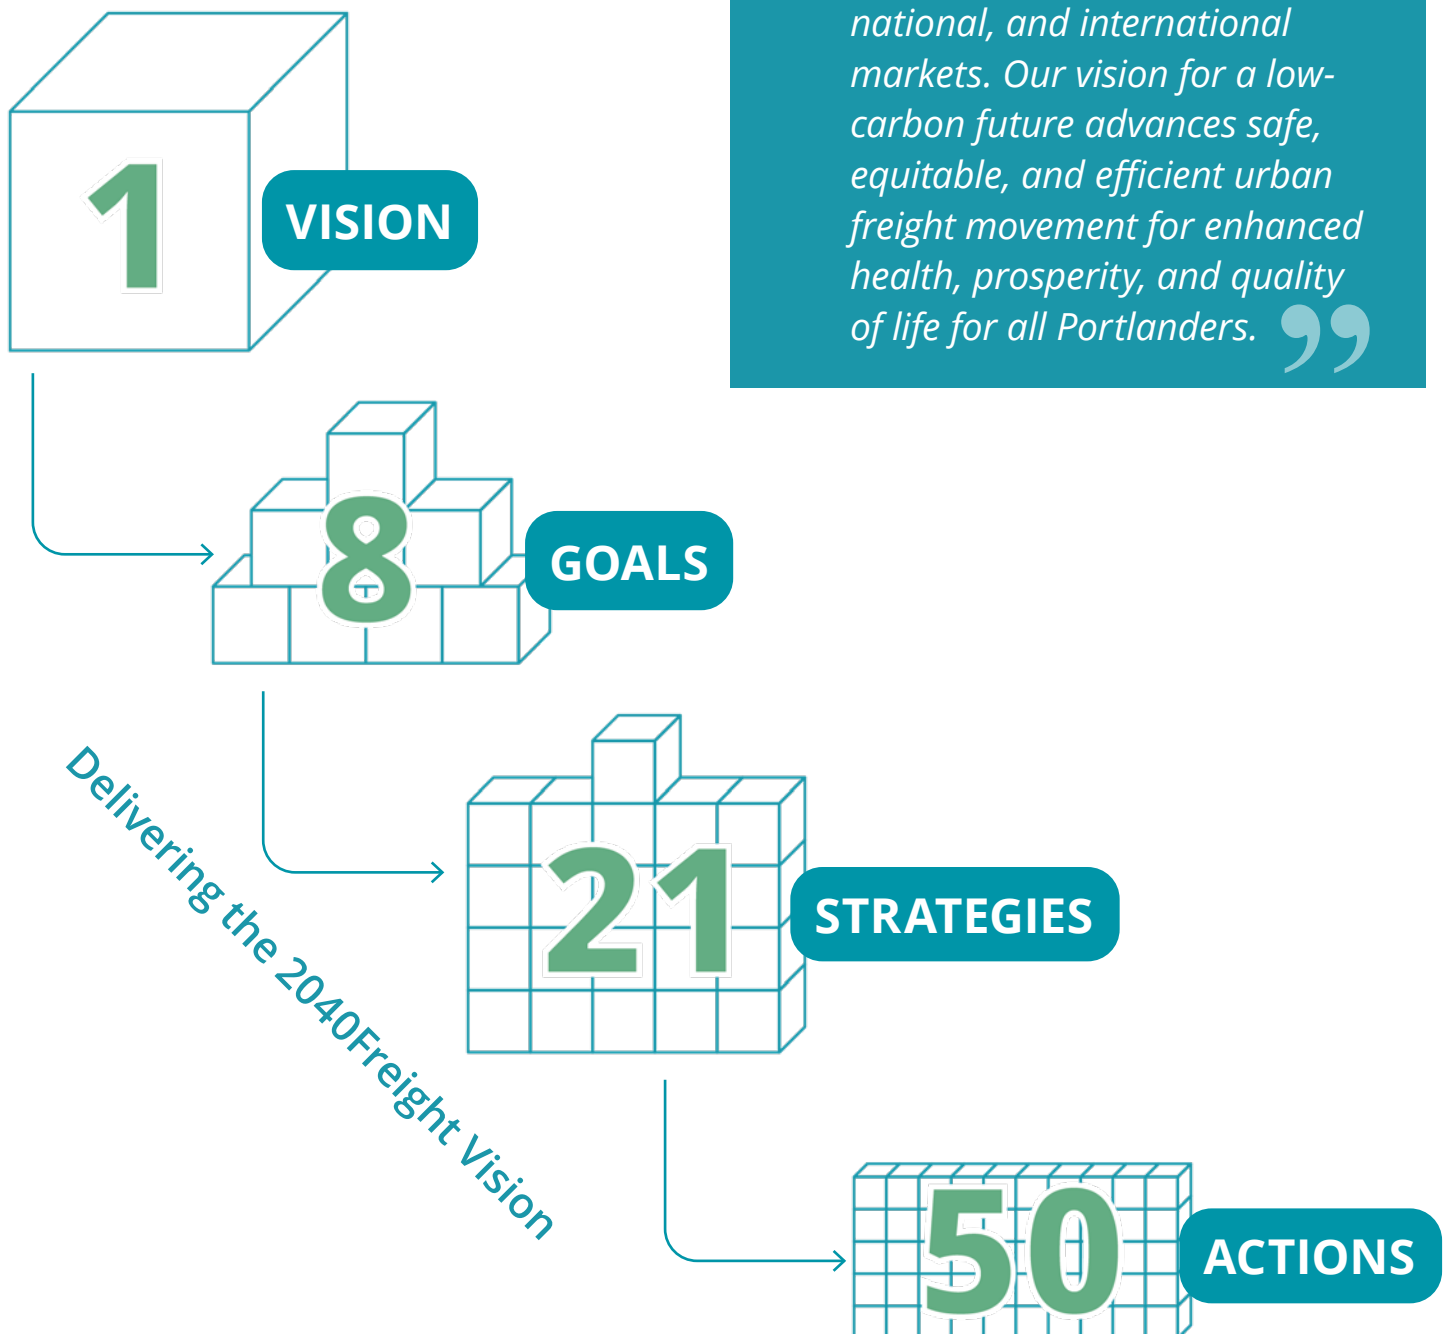 national, and international
markets. Our vision for a low-
carbon future advances safe,
equitable, and efficient urban
freight movement for enhanced
health, prosperity, and quality
of life for all Portlanders. ”
1
VISION
8
GOALS
21
STRATEGIES
Delivering the 2040Freight Vision
50
ACTIONS